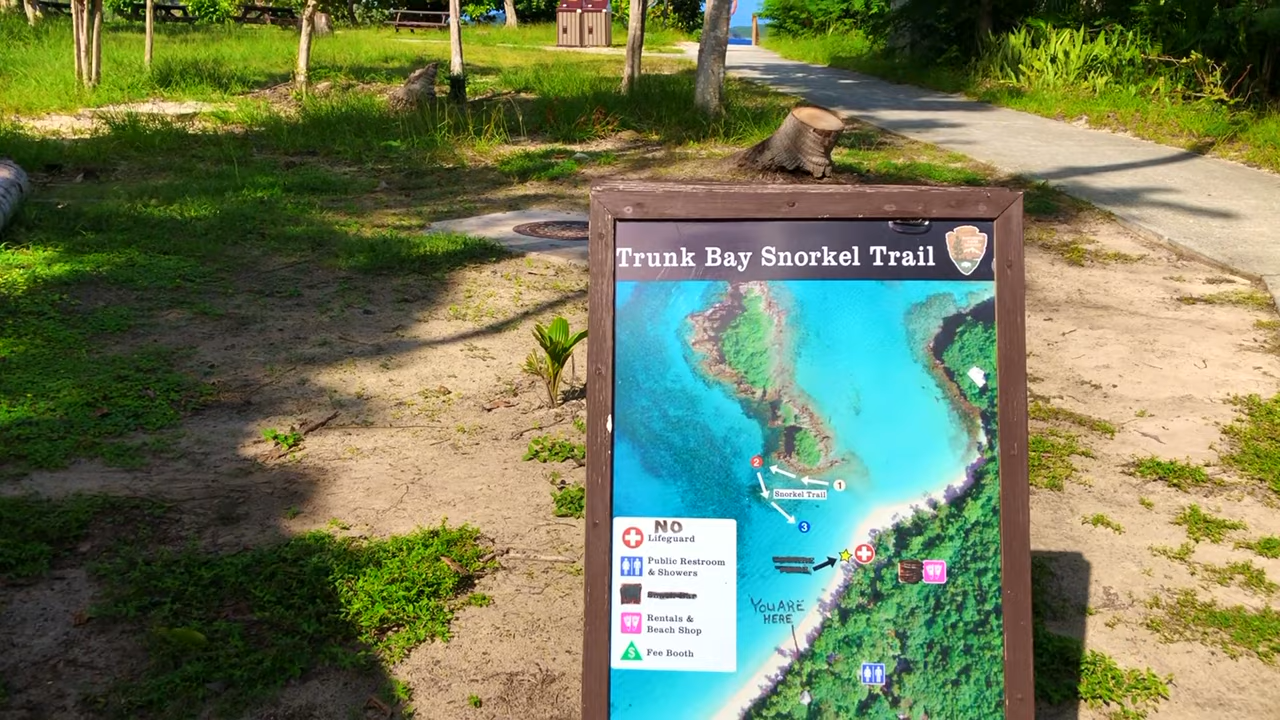 Trunk Bay Snorkel Trail
2
1
Snorkel Trail
3
NO
Lifeguard
Public Restroom
& Showers
Rentals &
Beach Shop
$
Fee Booth
YOU ARE
HERE